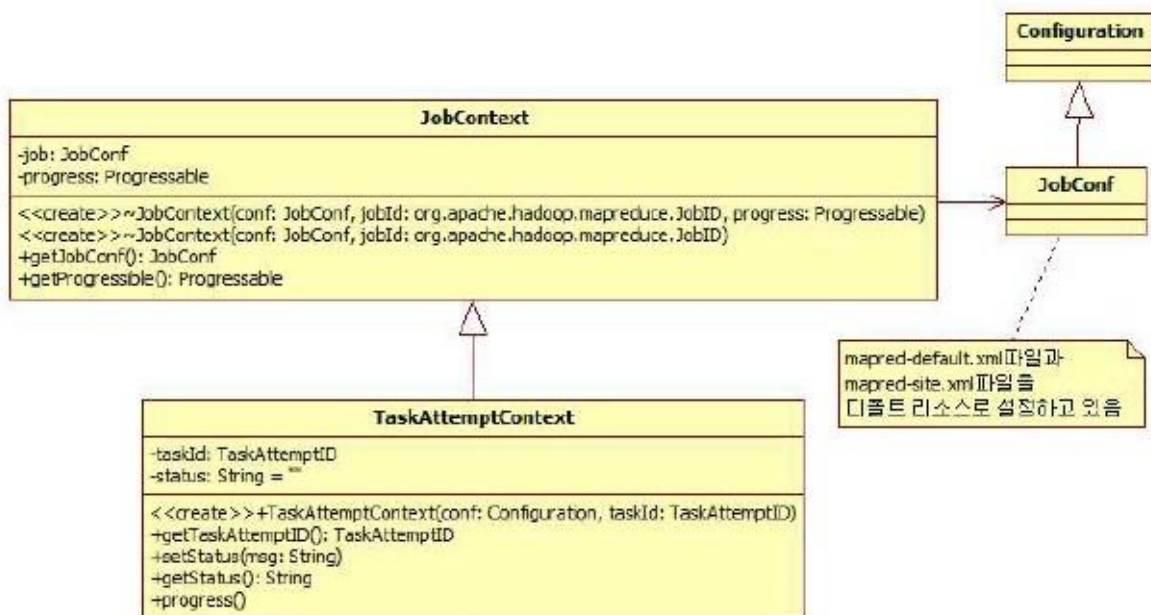 Configuration
JobContext
-job: JobConf
-progress: Progressable
<<create>>~JobContext(conf: JobConf, jobId: org.apache.hadoop.mapreduce.JobID, progress: Progressable)
<<create>>~JobContext(conf: JobConf, jobId: org.apache.hadoop.mapreduce.JobID)
+getJobConf(): JobConf
+getProgressible(): Progressable
JobConf
mapred-default.xml파일과
mapred-site.xml파일을
디폴트 리소스로 설정하고 있음
TaskAttemptContext
-taskId: TaskAttemptID
-status: String = ""
<<create>>+TaskAttemptContext(conf: Configuration, taskId: TaskAttemptID)
+getTaskAttemptID(): TaskAttemptID
+setStatus(msg: String)
+getStatus(): String
+progress()